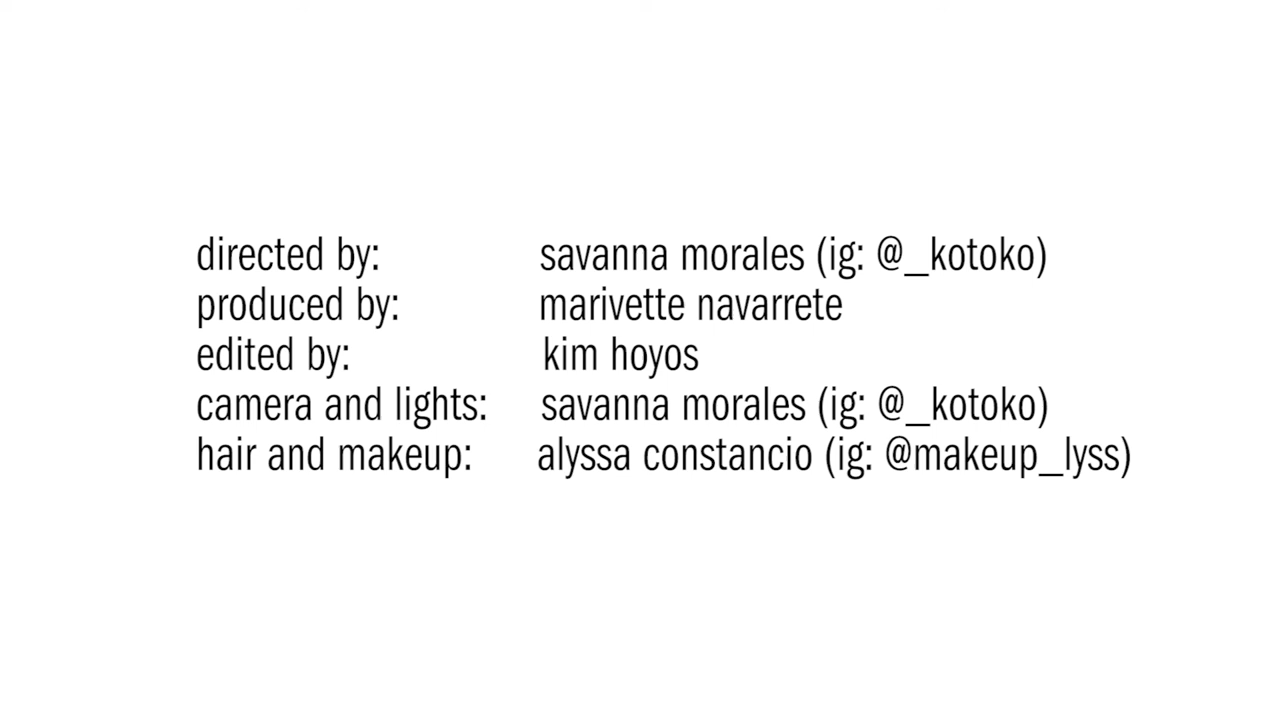 directed by: savanna morales (ig: @_kotoko)
produced by: marivette navarrete
edited by: kim hoyos
camera and lights: savanna morales (ig: @_kotoko)
hair and makeup: alyssa constancio (ig: @makeup_lyss)